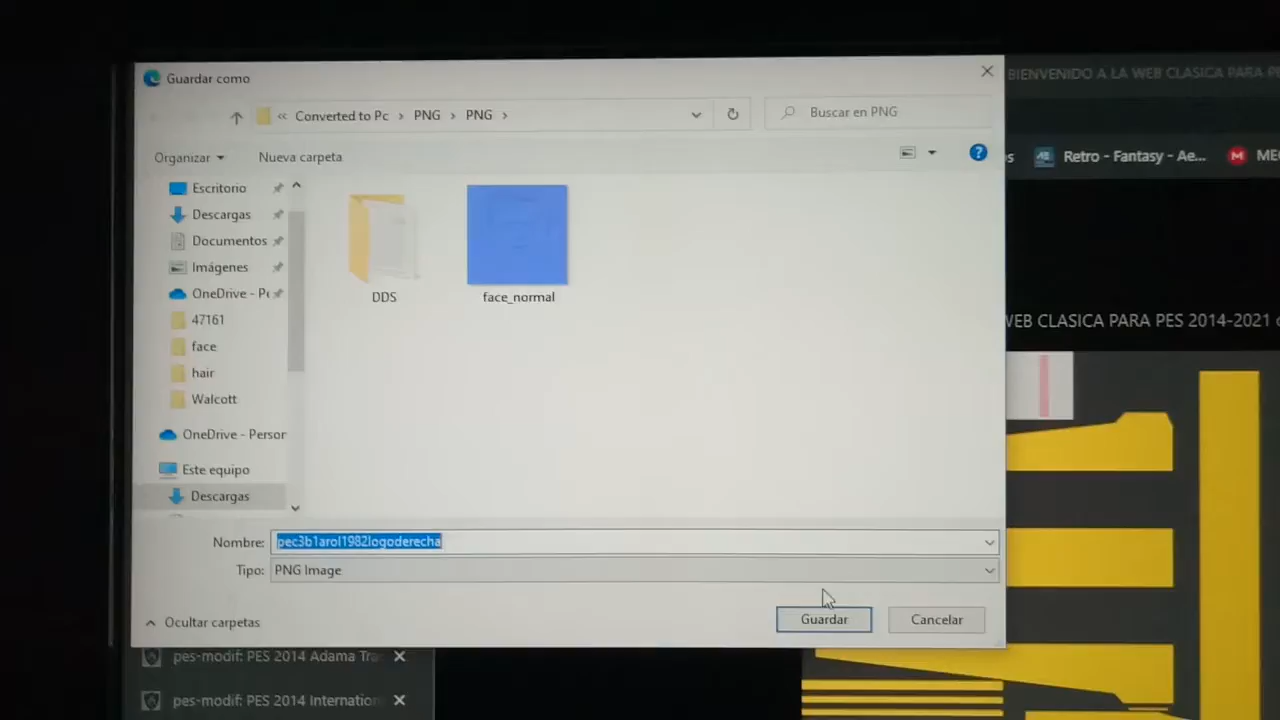 Guardar como
BIENVENIDO A LA WEB CLASICA PARA
« Converted to Pc › PNG › PNG ›
Buscar en PNG
Retro - Fantasy - Ae...
Organizar
Nueva carpeta
Escritorio
Descargas
Documentos
Imágenes
OneDrive - Pe
47161
face
hair
Walcott
OneDrive - Person
Este equipo
Descargas
DDS
face_normal
WEB CLASICA PARA PES 2014-2021
Nombre: pec3b1arol1982logoderecha
Tipo: PNG Image
Ocultar carpetas
Guardar
Cancelar
pes-modif: PES 2014 Adama Tra
pes-modif: PES 2014 Internation